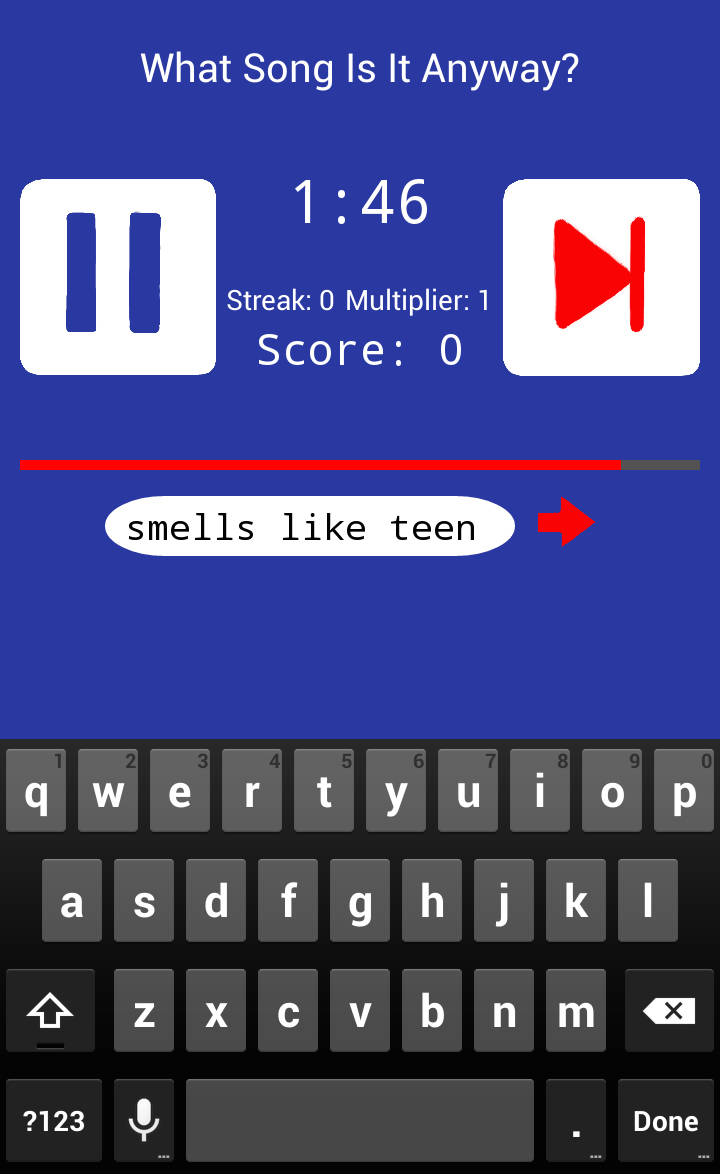 What Song Is It Anyway?
1:46
Streak: 0 Multiplier: 1
Score: 0
smells like teen
1 2 3 4 5 6 7 8 9 0
q w e r t y u i o p
a s d f g h j k l
z x c v b n m
?123 ... . ... Done ...